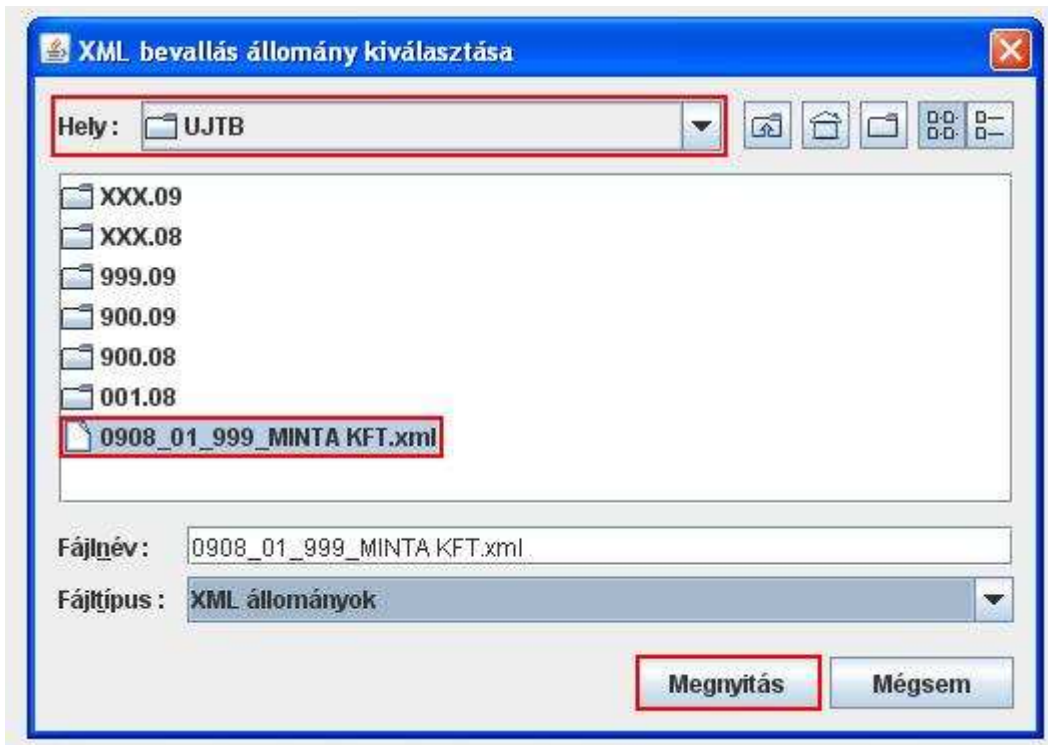 XML bevallás állomány kiválasztása
Hely: UJTB
XXX.09
XXX.08
999.09
900.09
900.08
001.08
0908_01_999_MINTA KFT.xml
Fájlnév: 0908_01_999_MINTA KFT.xml
Fájltípus: XML állományok
Megnyitás Mégsem